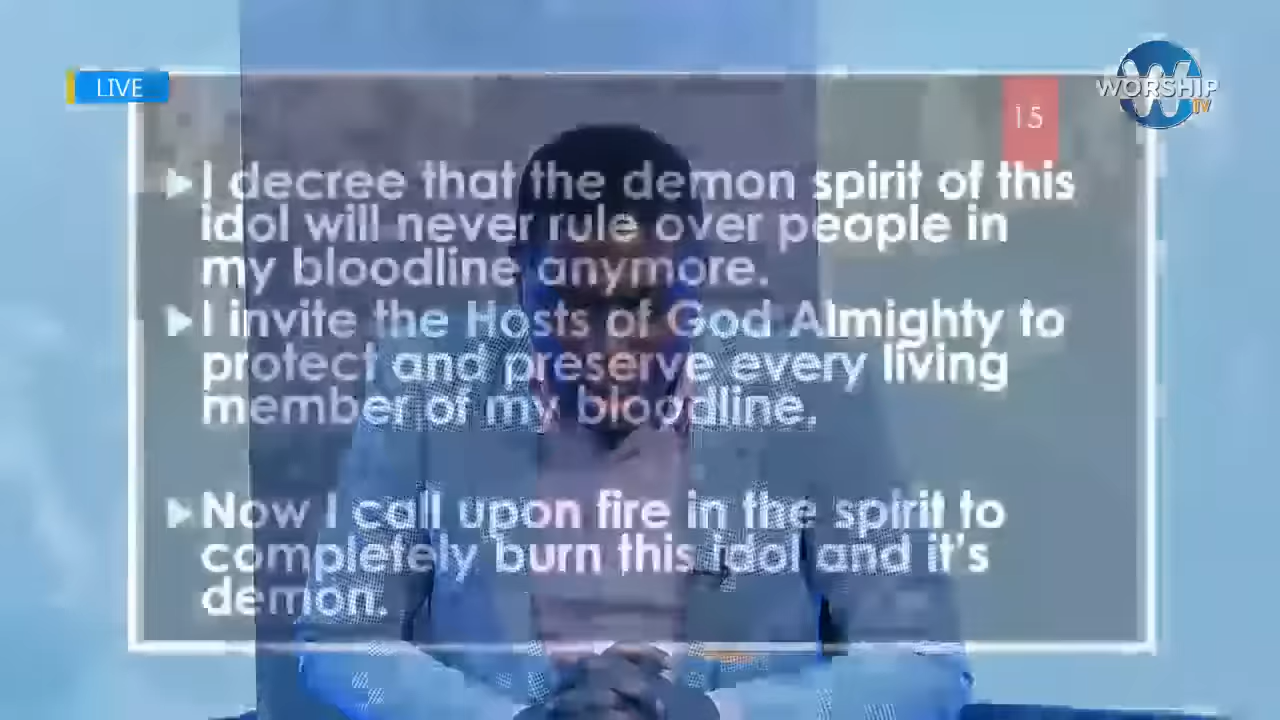 LIVE
WORSHIP
TV
15
I decree that the demon spirit of this
idol will never rule over people in
my bloodline anymore.
I invite the Hosts of God Almighty to
protect and preserve every living
member of my bloodline.
Now I call upon fire in the spirit to
completely burn this idol and it's
demon.